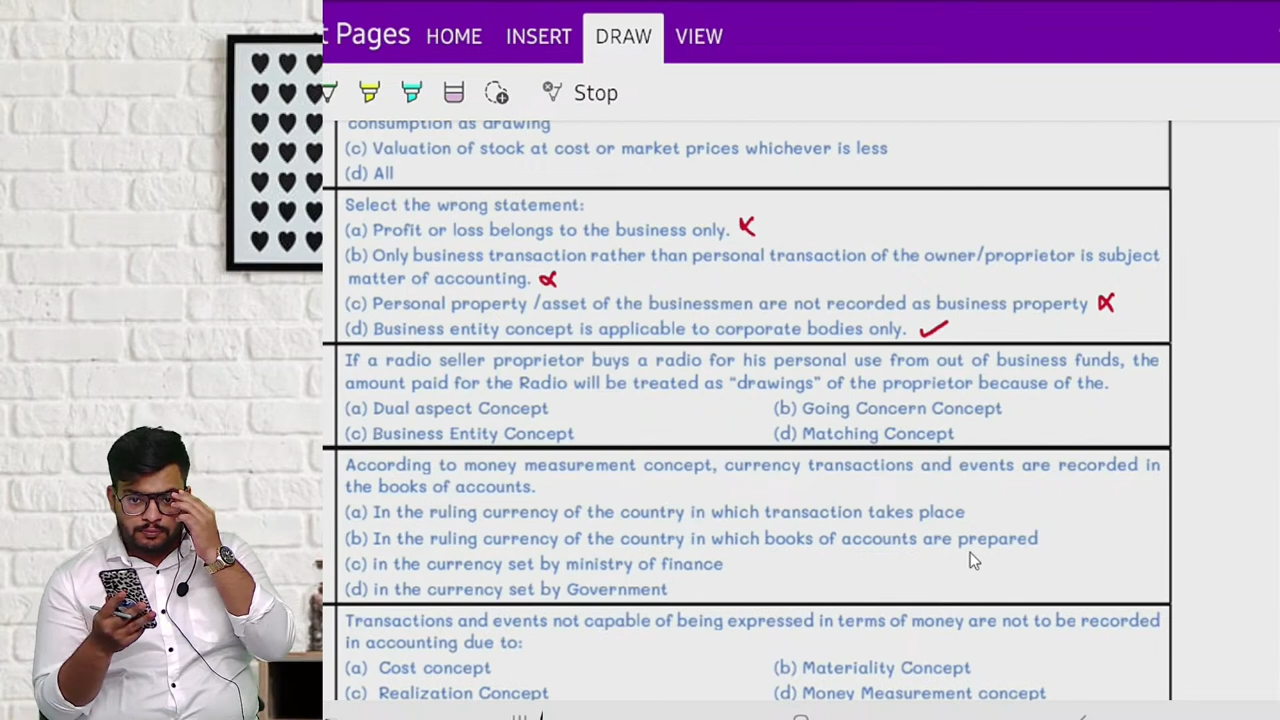 t Pages HOME INSERT DRAW VIEW
Stop
consumption as drawing
(c) Valuation of stock at cost or market prices whichever is less
(d) All
Select the wrong statement:
(a) Profit or loss belongs to the business only.
(b) Only business transaction rather than personal transaction of the owner/proprietor is subject
matter of accounting.
(c) Personal property /asset of the businessmen are not recorded as business property
(d) Business entity concept is applicable to corporate bodies only.
If a radio seller proprietor buys a radio for his personal use from out of business funds, the
amount paid for the Radio will be treated as "drawings" of the proprietor because of the.
(a) Dual aspect Concept (b) Going Concern Concept
(c) Business Entity Concept (d) Matching Concept
According to money measurement concept, currency transactions and events are recorded in
the books of accounts.
(a) In the ruling currency of the country in which transaction takes place
(b) In the ruling currency of the country in which books of accounts are prepared
(c) in the currency set by ministry of finance
(d) in the currency set by Government
Transactions and events not capable of being expressed in terms of money are not to be recorded
in accounting due to:
(a) Cost concept (b) Materiality Concept
(c) Realization Concept (d) Money Measurement concept